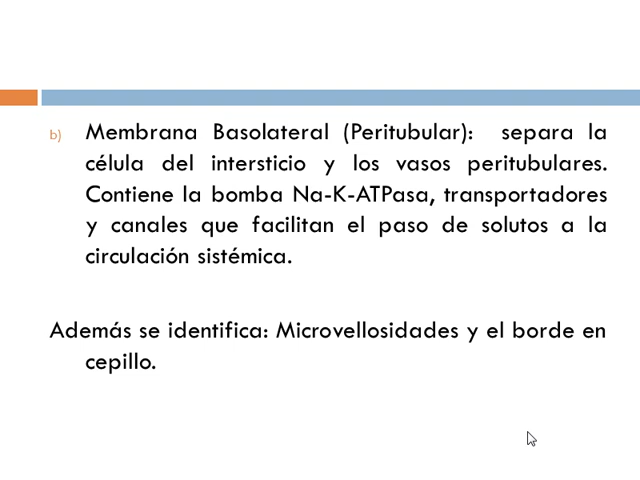 b) Membrana Basolateral (Peritubular): separa la
célula del intersticio y los vasos peritubulares.
Contiene la bomba Na-K-ATPasa, transportadores
y canales que facilitan el paso de solutos a la
circulación sistémica.
Además se identifica: Microvellosidades y el borde en
cepillo.